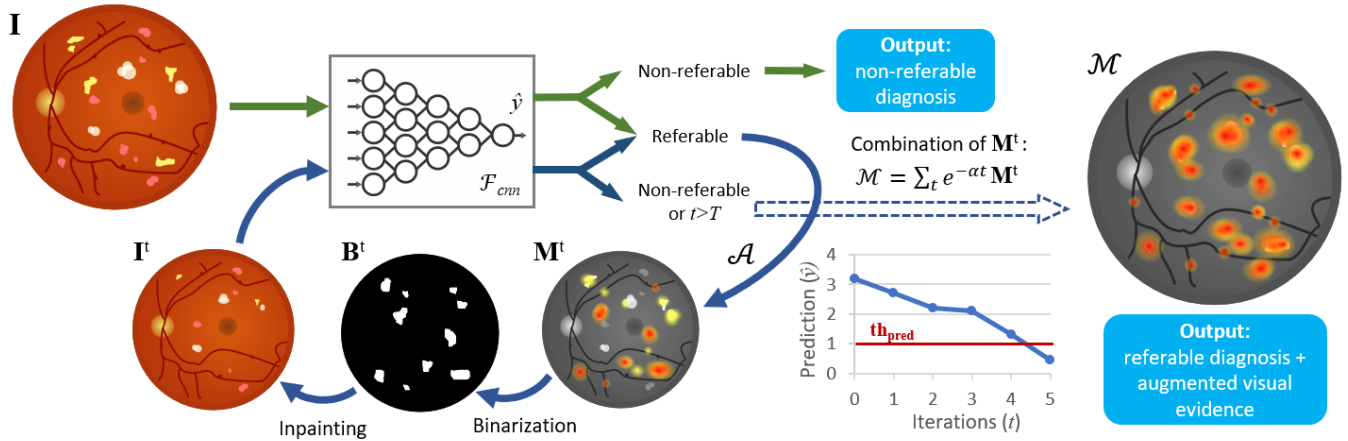 I
ŷ
𝓕cnn
Non-referable
Referable
Non-referable
or t>T
Output:
non-referable
diagnosis
Combination of Mᵗ:
𝓜 = ∑ₜ e⁻ᵅᵗ Mᵗ
𝓜
Iᵗ
Bᵗ
Mᵗ
𝒜
Inpainting
Binarization
Prediction (ŷ)
4
3
2
1
0
th_pred
0 1 2 3 4 5
Iterations (t)
Output:
referable diagnosis +
augmented visual
evidence